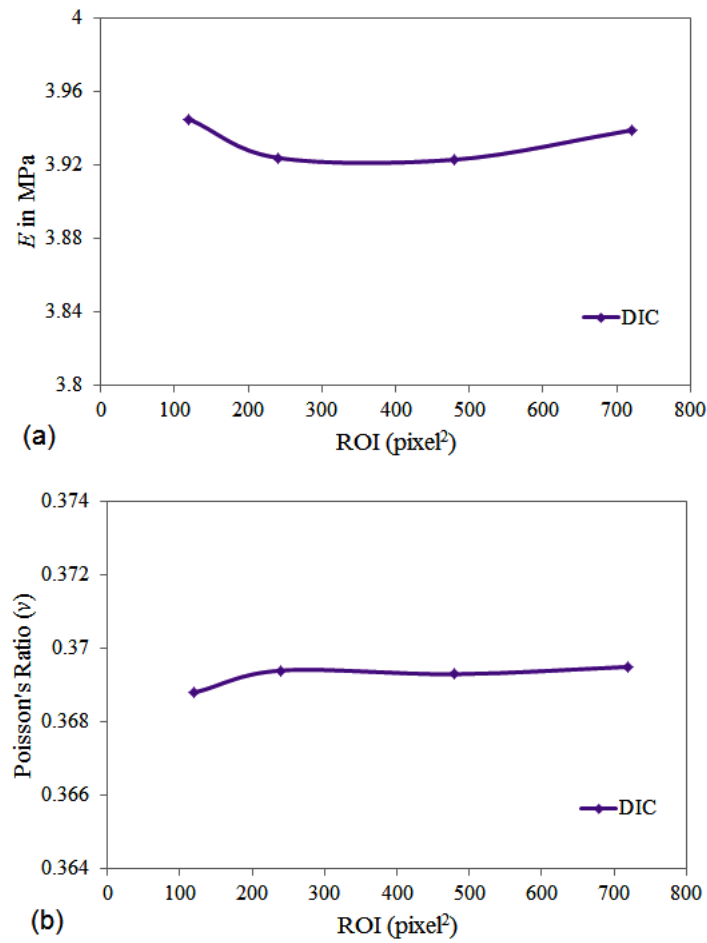 4
3.96
3.92
3.88
3.84
3.8
E in MPa
DIC
0 100 200 300 400 500 600 700 800
ROI (pixel²)
(a)
0.374
0.372
0.37
0.368
0.366
0.364
Poisson's Ratio (ν)
DIC
0 100 200 300 400 500 600 700 800
ROI (pixel²)
(b)